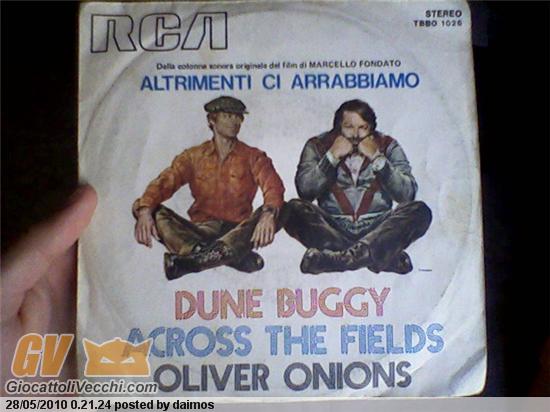 RCA
STEREO
TBBO 1026
Dalla colonna sonora originale del film di MARCELLO FONDATO
ALTRIMENTI CI ARRABBIAMO
DUNE BUGGY
ACROSS THE FIELDS
OLIVER ONIONS
GV
GiocattoliVecchi.com
28/05/2010 0.21.24 posted by daimos